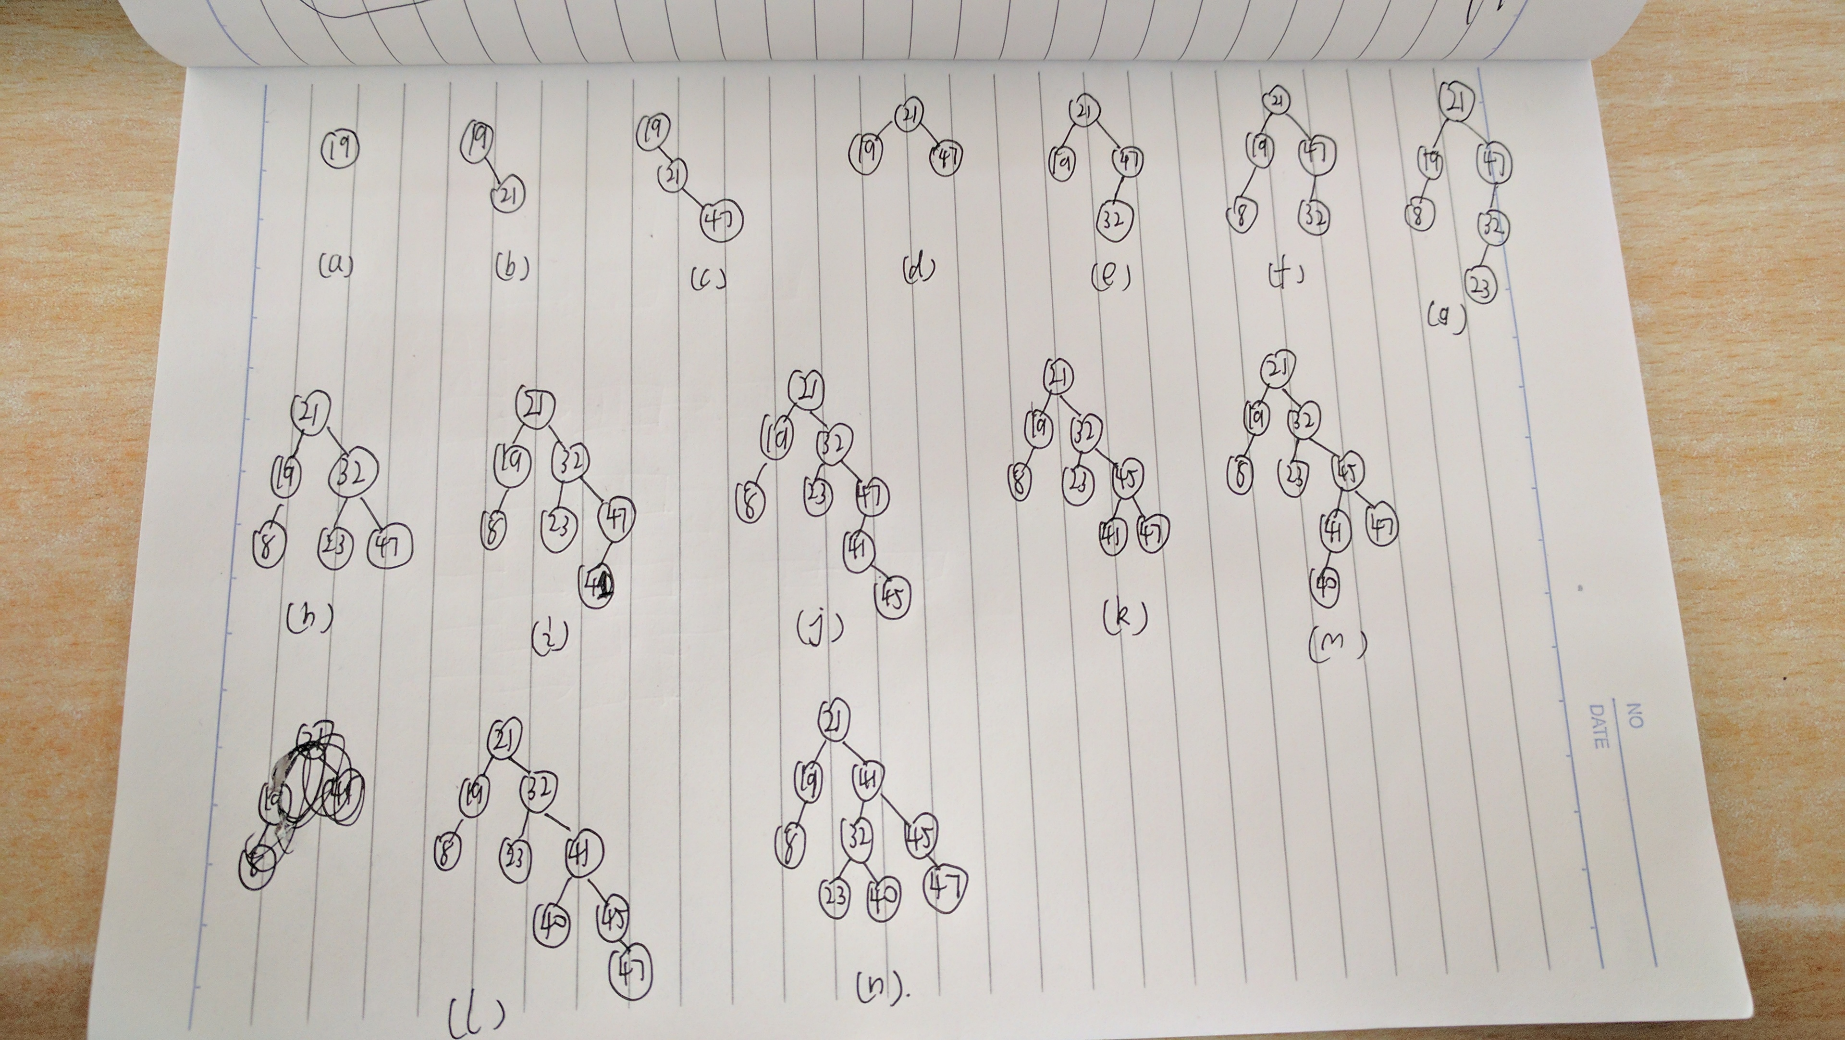 19
(a)
19
21
(b)
19
21
47
(c)
21
19 47
(d)
21
19 47
32
(e)
21
19 47
8 32
(f)
21
19 47
8 32
23
(g)
21
19 32
8 23 47
(h)
21
19 32
8 23 47
41
(i)
21
19 32
8 23 47
41
45
(j)
21
19 32
8 23 45
41 47
(k)
21
19 32
8 23 45
41 47
40
(m)
21
19
8
21
19 32
8 23 41
40 45
47
(l)
21
19 41
8 32 45
23 40 47
(n).
NO
DATE